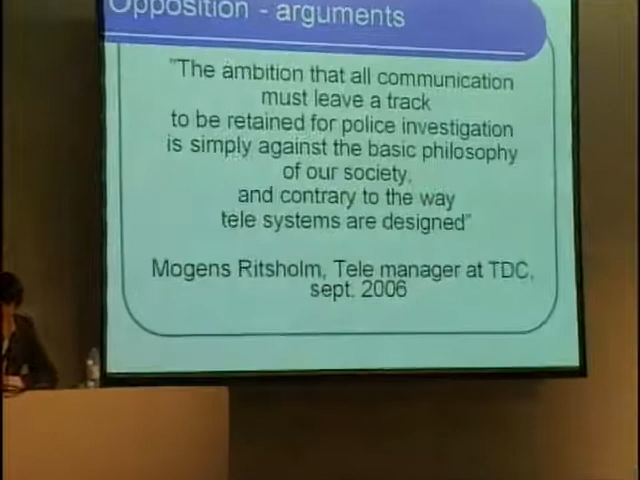 Opposition - arguments
"The ambition that all communication
must leave a track
to be retained for police investigation
is simply against the basic philosophy
of our society,
and contrary to the way
tele systems are designed"
Mogens Ritsholm, Tele manager at TDC,
sept. 2006